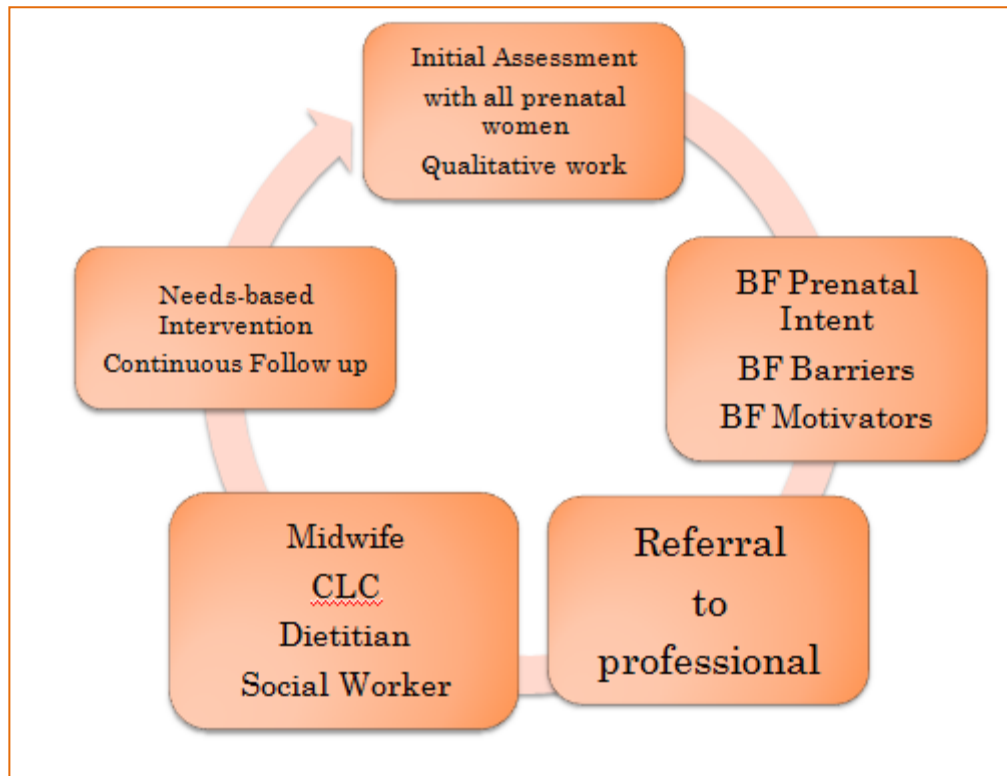 Initial Assessment
with all prenatal
women
Qualitative work
BF Prenatal
Intent
BF Barriers
BF Motivators
Referral
to
professional
Midwife
CLC
Dietitian
Social Worker
Needs-based
Intervention
Continuous Follow up